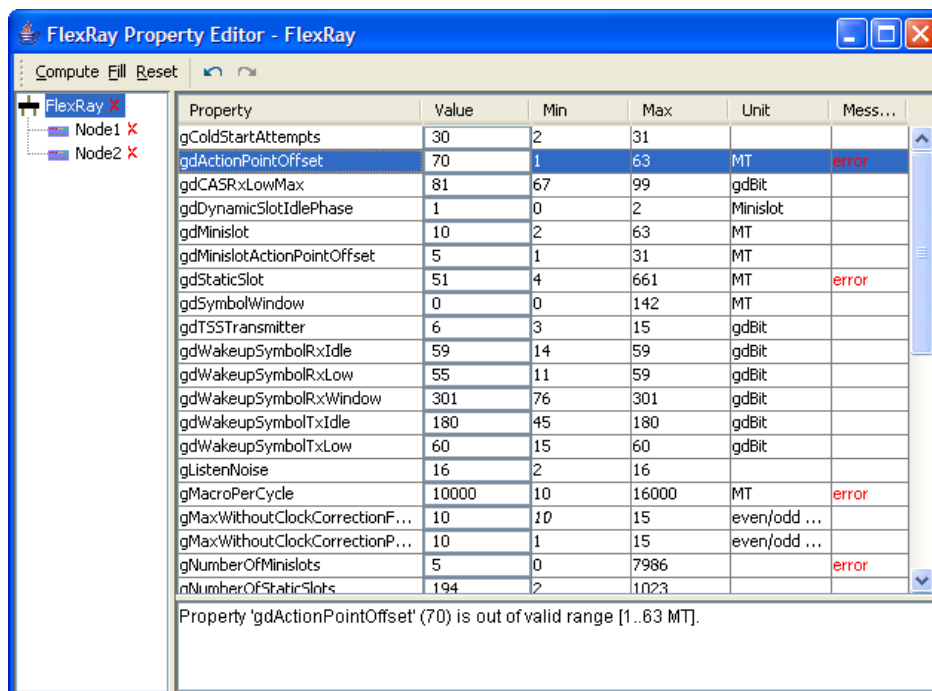 FlexRay Property Editor - FlexRay
Compute Fill Reset
FlexRay
Node1
Node2
Property Value Min Max Unit Mess...
gColdStartAttempts 30 2 31
gdActionPointOffset 70 1 63 MT error
gdCASRxLowMax 81 67 99 gdBit
gdDynamicSlotIdlePhase 1 0 2 Minislot
gdMinislot 10 2 63 MT
gdMinislotActionPointOffset 5 1 31 MT
gdStaticSlot 51 4 661 MT error
gdSymbolWindow 0 0 142 MT
gdTSSTransmitter 6 3 15 gdBit
gdWakeupSymbolRxIdle 59 14 59 gdBit
gdWakeupSymbolRxLow 55 11 59 gdBit
gdWakeupSymbolRxWindow 301 76 301 gdBit
gdWakeupSymbolTxIdle 180 45 180 gdBit
gdWakeupSymbolTxLow 60 15 60 gdBit
gListenNoise 16 2 16
gMacroPerCycle 10000 10 16000 MT error
gMaxWithoutClockCorrectionF... 10 10 15 even/odd ...
gMaxWithoutClockCorrectionP... 10 1 15 even/odd ...
gNumberOfMinislots 5 0 7986 error
gNumberOfStaticSlots 194 2 1023
Property 'gdActionPointOffset' (70) is out of valid range [1..63 MT].